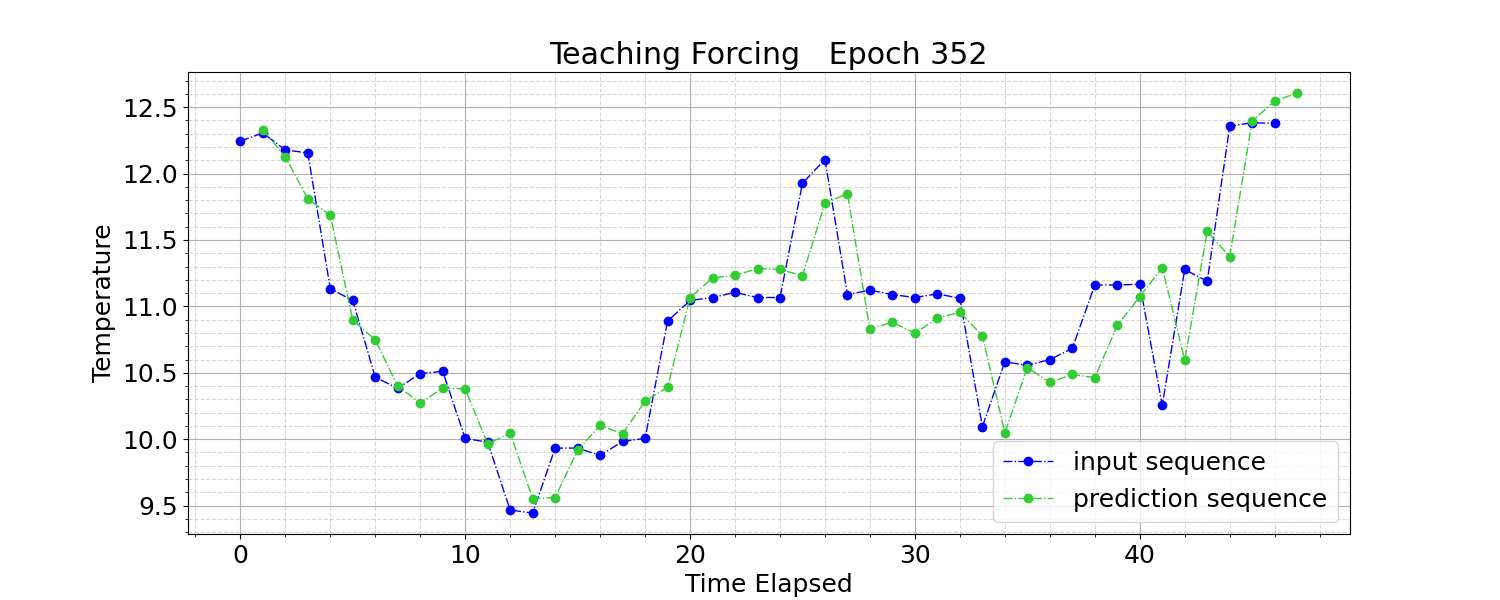 Teaching Forcing   Epoch 352
12.5
12.0
11.5
11.0
10.5
10.0
9.5
Temperature
input sequence
prediction sequence
0 10 20 30 40
Time Elapsed